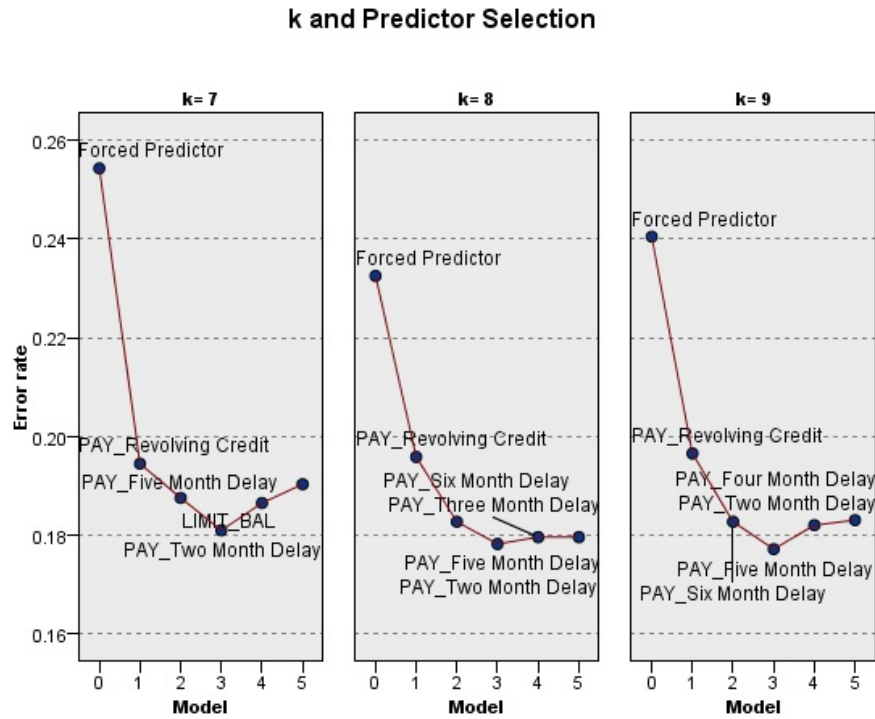 k and Predictor Selection
k= 7
k= 8
k= 9
Error rate
0.26
0.24
0.22
0.20
0.18
0.16
Forced Predictor
PAY_Revolving Credit
PAY_Five Month Delay
LIMIT_BAL
PAY_Two Month Delay
0 1 2 3 4 5
Model
Forced Predictor
PAY_Revolving Credit
PAY_Six Month Delay
PAY_Three Month Delay
PAY_Five Month Delay
PAY_Two Month Delay
0 1 2 3 4 5
Model
Forced Predictor
PAY_Revolving Credit
PAY_Four Month Delay
PAY_Two Month Delay
PAY_Five Month Delay
PAY_Six Month Delay
0 1 2 3 4 5
Model